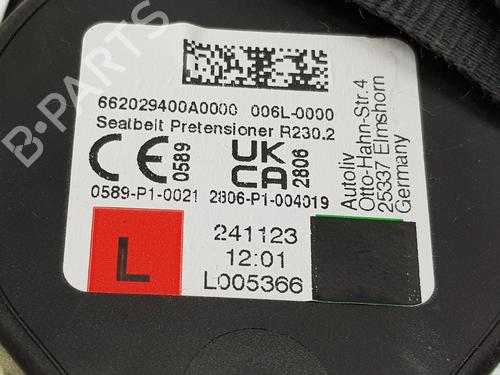 B-PARTS
662029400A0000 006L-0000
Seatbelt Pretensioner R230.2
CE 0589
UK CA 2806
0589-P1-0021 2806-P1-004019
Autoliv
Otto-Hahn-Str.4
25337 Elmshorn
Germany
L
241123
12:01
L005366